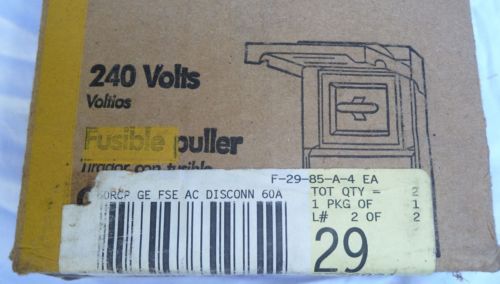 240 Volts
Voltios
Fusible puller
Tirador con fusible
F-29-85-A-4 EA
60RCP GE FSE AC DISCONN 60A
TOT QTY = 2
1 PKG OF 1
L# 2 OF 2
29